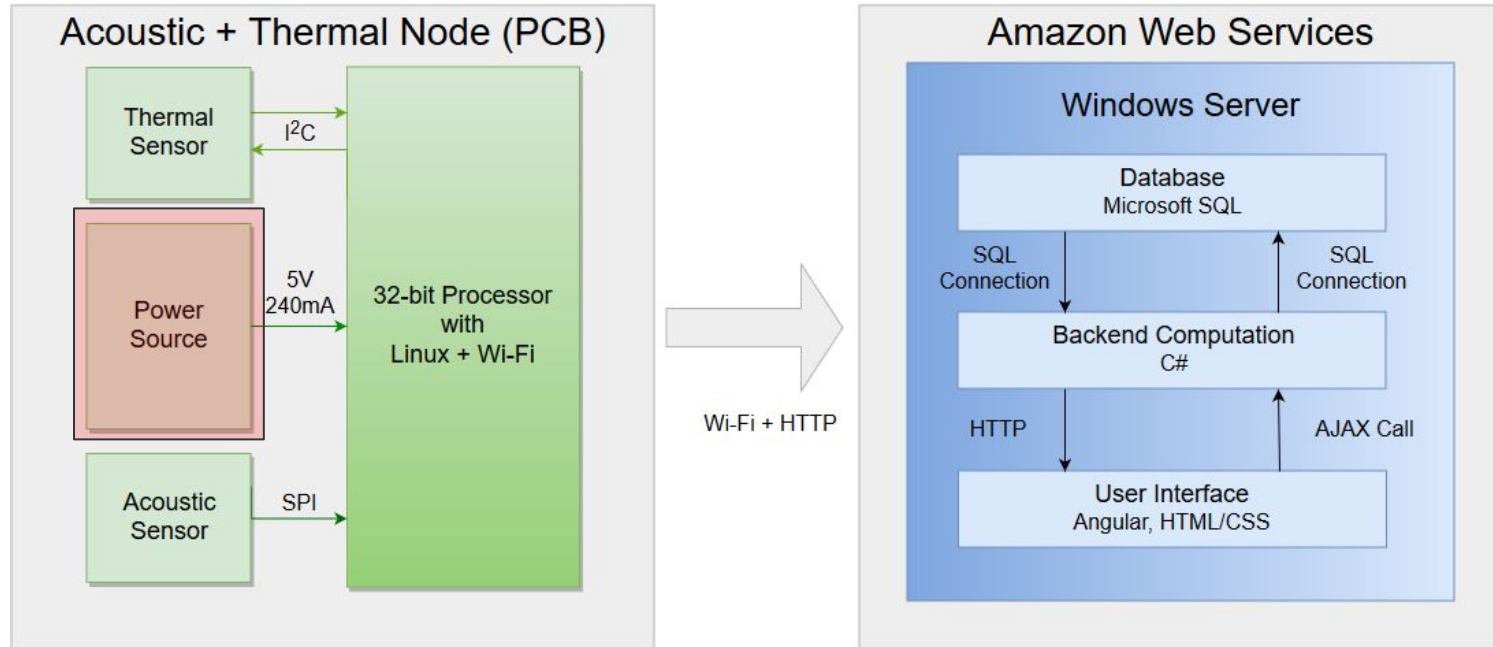 Acoustic + Thermal Node (PCB)
Thermal
Sensor
I²C
Power
Source
5V
240mA
32-bit Processor
with
Linux + Wi-Fi
Acoustic
Sensor
SPI
Wi-Fi + HTTP
Amazon Web Services
Windows Server
Database
Microsoft SQL
SQL
Connection
SQL
Connection
Backend Computation
C#
HTTP
AJAX Call
User Interface
Angular, HTML/CSS